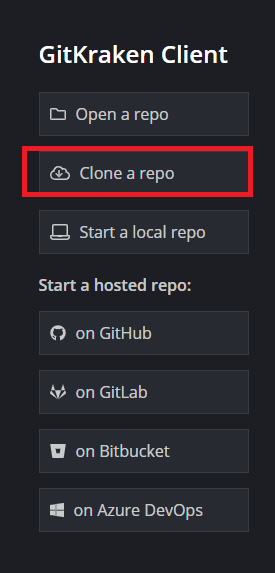 GitKraken Client
Open a repo
Clone a repo
Start a local repo
Start a hosted repo:
on GitHub
on GitLab
on Bitbucket
on Azure DevOps